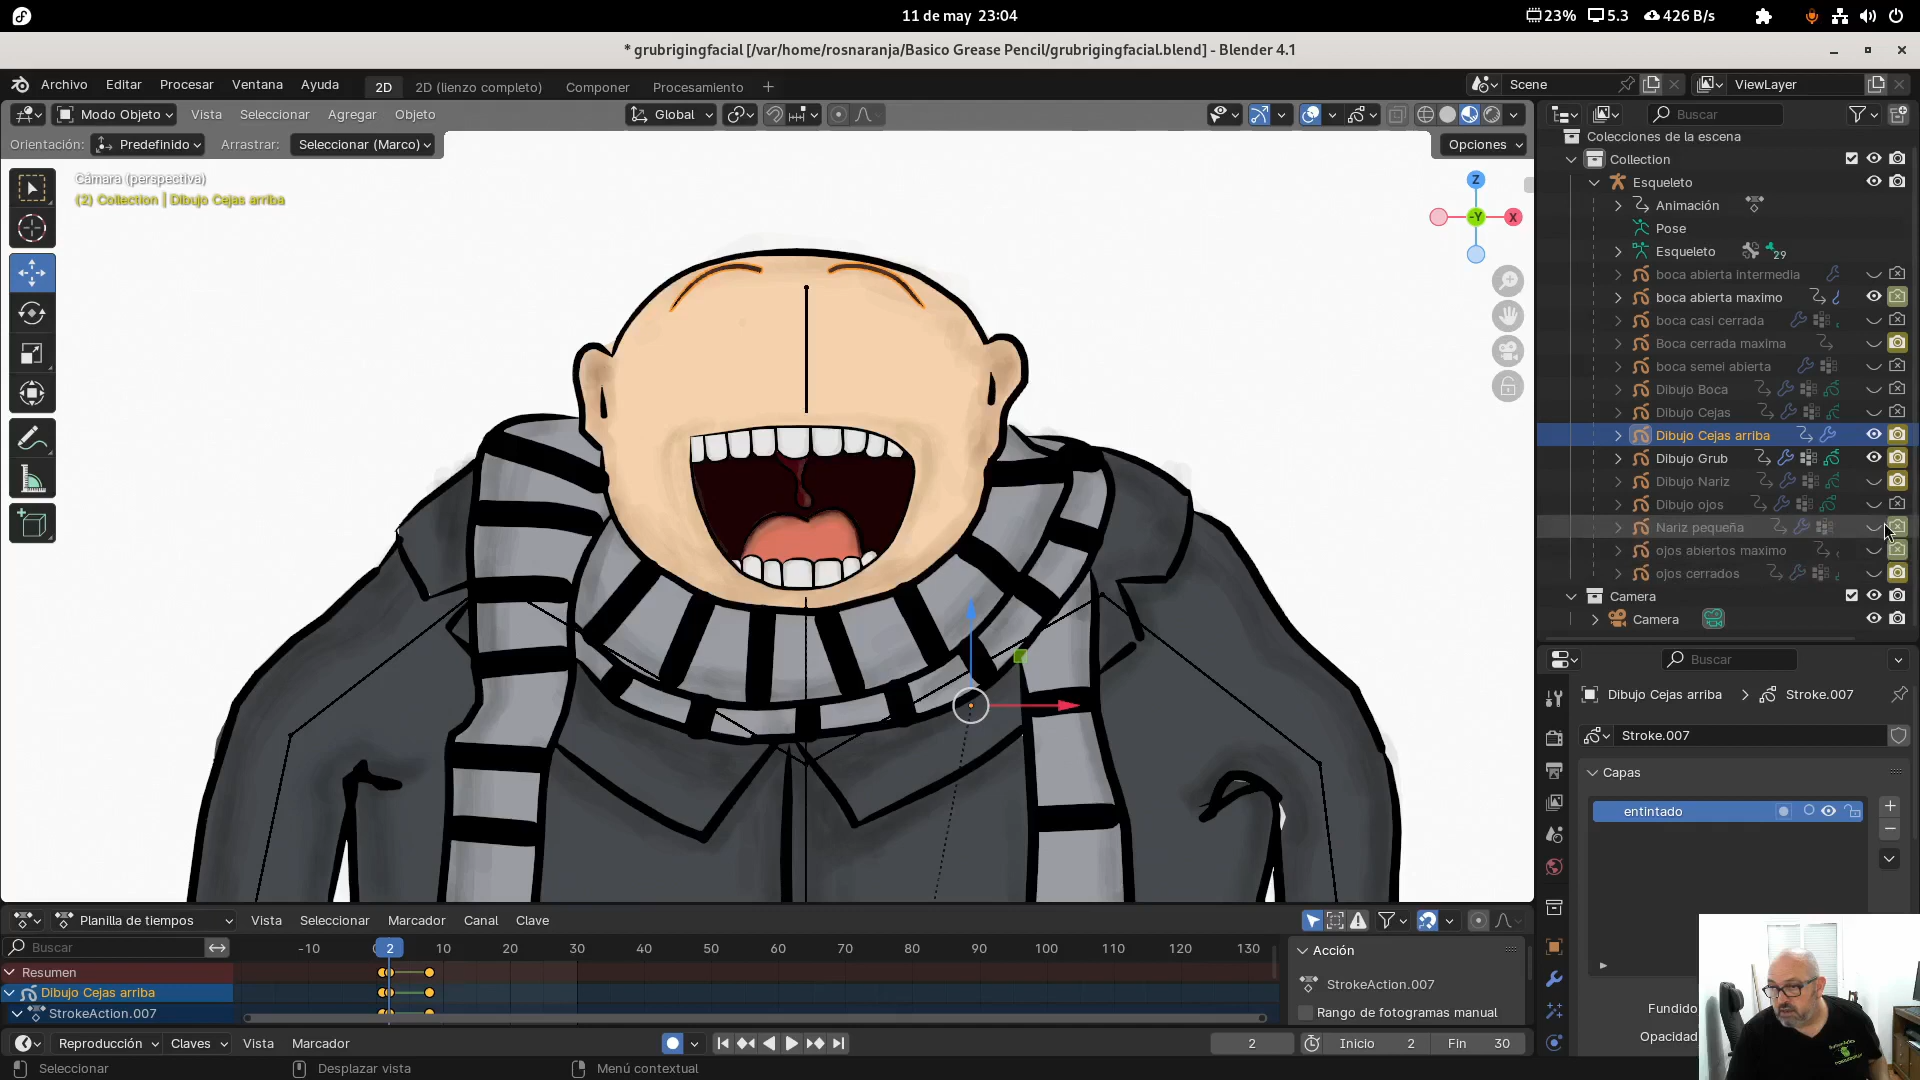 11 de may  23:04
23%
5.3
426 B/s
* grubrigingfacial [/var/home/rosnaranja/Basico Grease Pencil/grubrigingfacial.blend] - Blender 4.1
Archivo
Editar
Procesar
Ventana
Ayuda
2D
2D (lienzo completo)
Componer
Procesamiento
Scene
ViewLayer
Modo Objeto
Vista
Seleccionar
Agregar
Objeto
Global
Buscar
Orientación:
Predefinido
Arrastrar:
Seleccionar (Marco)
Opciones
Cámara (perspectiva)
(2) Collection | Dibujo Cejas arriba
Z
-Y
X
Colecciones de la escena
Collection
Esqueleto
Animación
Pose
Esqueleto
29
boca abierta intermedia
boca abierta maximo
boca casi cerrada
Boca cerrada maxima
boca semei abierta
Dibujo Boca
Dibujo Cejas
Dibujo Cejas arriba
Dibujo Grub
Dibujo Nariz
Dibujo ojos
Nariz pequeña
ojos abiertos maximo
ojos cerrados
Camera
Camera
Buscar
Dibujo Cejas arriba
Stroke.007
Stroke.007
Capas
entintado
Fundido
Opacidad
Planilla de tiempos
Vista
Seleccionar
Marcador
Canal
Clave
Buscar
-10
2
10
20
30
40
50
60
70
80
90
100
110
120
130
Resumen
Dibujo Cejas arriba
StrokeAction.007
Acción
StrokeAction.007
Rango de fotogramas manual
Reproducción
Claves
Vista
Marcador
2
Inicio
2
Fin
30
Seleccionar
Desplazar vista
Menú contextual